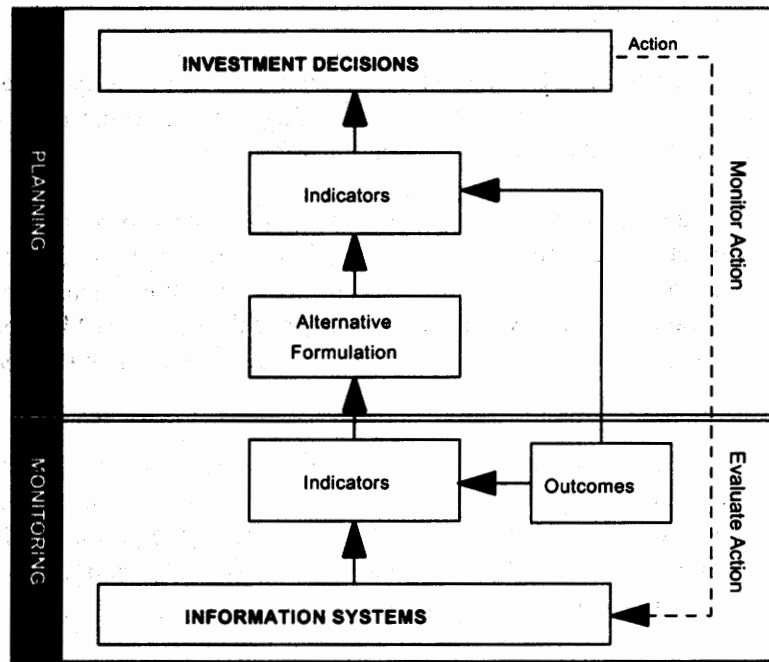 INVESTMENT DECISIONS
Action
PLANNING
Indicators
Monitor Action
Alternative
Formulation
MONITORING
Indicators
Outcomes
Evaluate Action
INFORMATION SYSTEMS